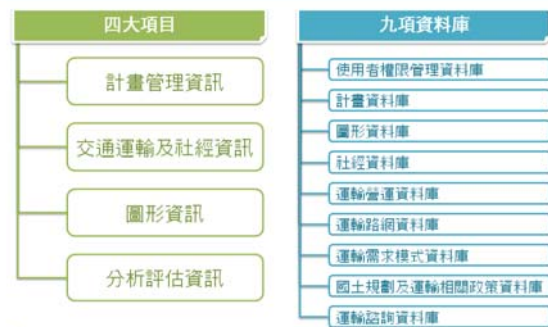 四大項目
計畫管理資訊
交通運輸及社經資訊
圖形資訊
分析評估資訊
九項資料庫
使用者權限管理資料庫
計畫資料庫
圖形資料庫
社經資料庫
運輸營運資料庫
運輸路網資料庫
運輸需求模式資料庫
國土規劃及運輸相關政策資料庫
運輸諮詢資料庫